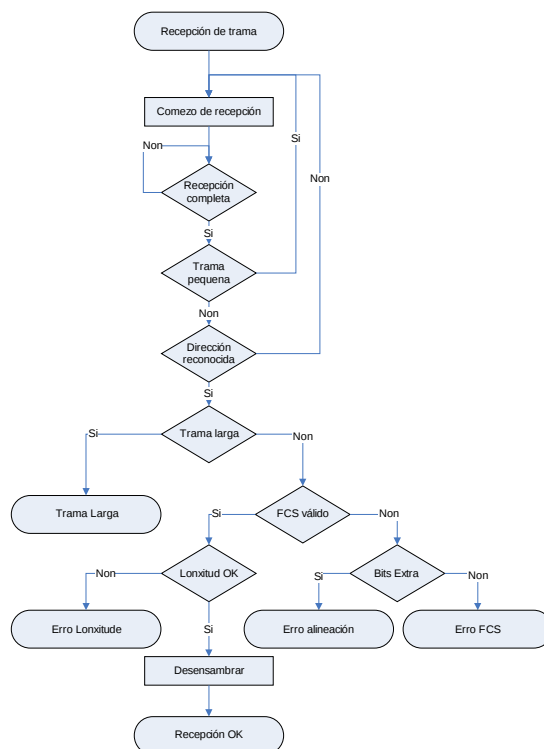 Recepción de trama
Comezo de recepción
Si
Non
Non
Recepción
completa
Si
Trama
pequena
Non
Dirección
reconocida
Si
Si
Trama larga
Non
Trama Larga
Si
FCS válido
Non
Non
Lonxitud OK
Si
Bits Extra
Non
Erro Lonxitude
Si
Erro alineación
Erro FCS
Desensambrar
Recepción OK